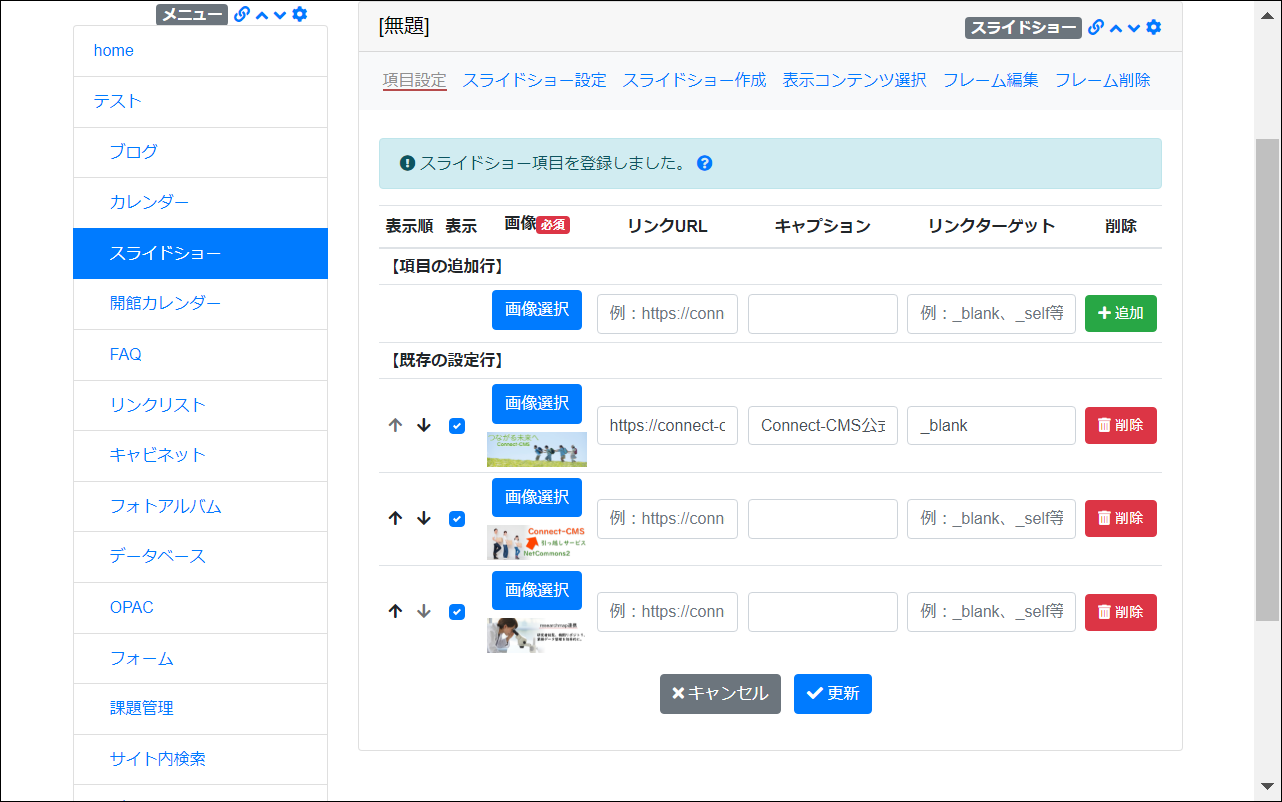 メニュー
home
テスト
ブログ
カレンダー
スライドショー
開館カレンダー
FAQ
リンクリスト
キャビネット
フォトアルバム
データベース
OPAC
フォーム
課題管理
サイト内検索
[無題]
スライドショー
項目設定 スライドショー設定 スライドショー作成 表示コンテンツ選択 フレーム編集 フレーム削除
スライドショー項目を登録しました。
表示順 表示 画像 必須 リンクURL キャプション リンクターゲット 削除
【項目の追加行】
画像選択 例：https://conn 例：_blank、_self等 追加
【既存の設定行】
画像選択
つながる未来へ
Connect-CMS
https://connect-c Connect-CMS公式 _blank 削除
画像選択
Connect-CMS
引っ越しサービス
NetCommons2
例：https://conn 例：_blank、_self等 削除
画像選択
researchmap連携
例：https://conn 例：_blank、_self等 削除
キャンセル 更新